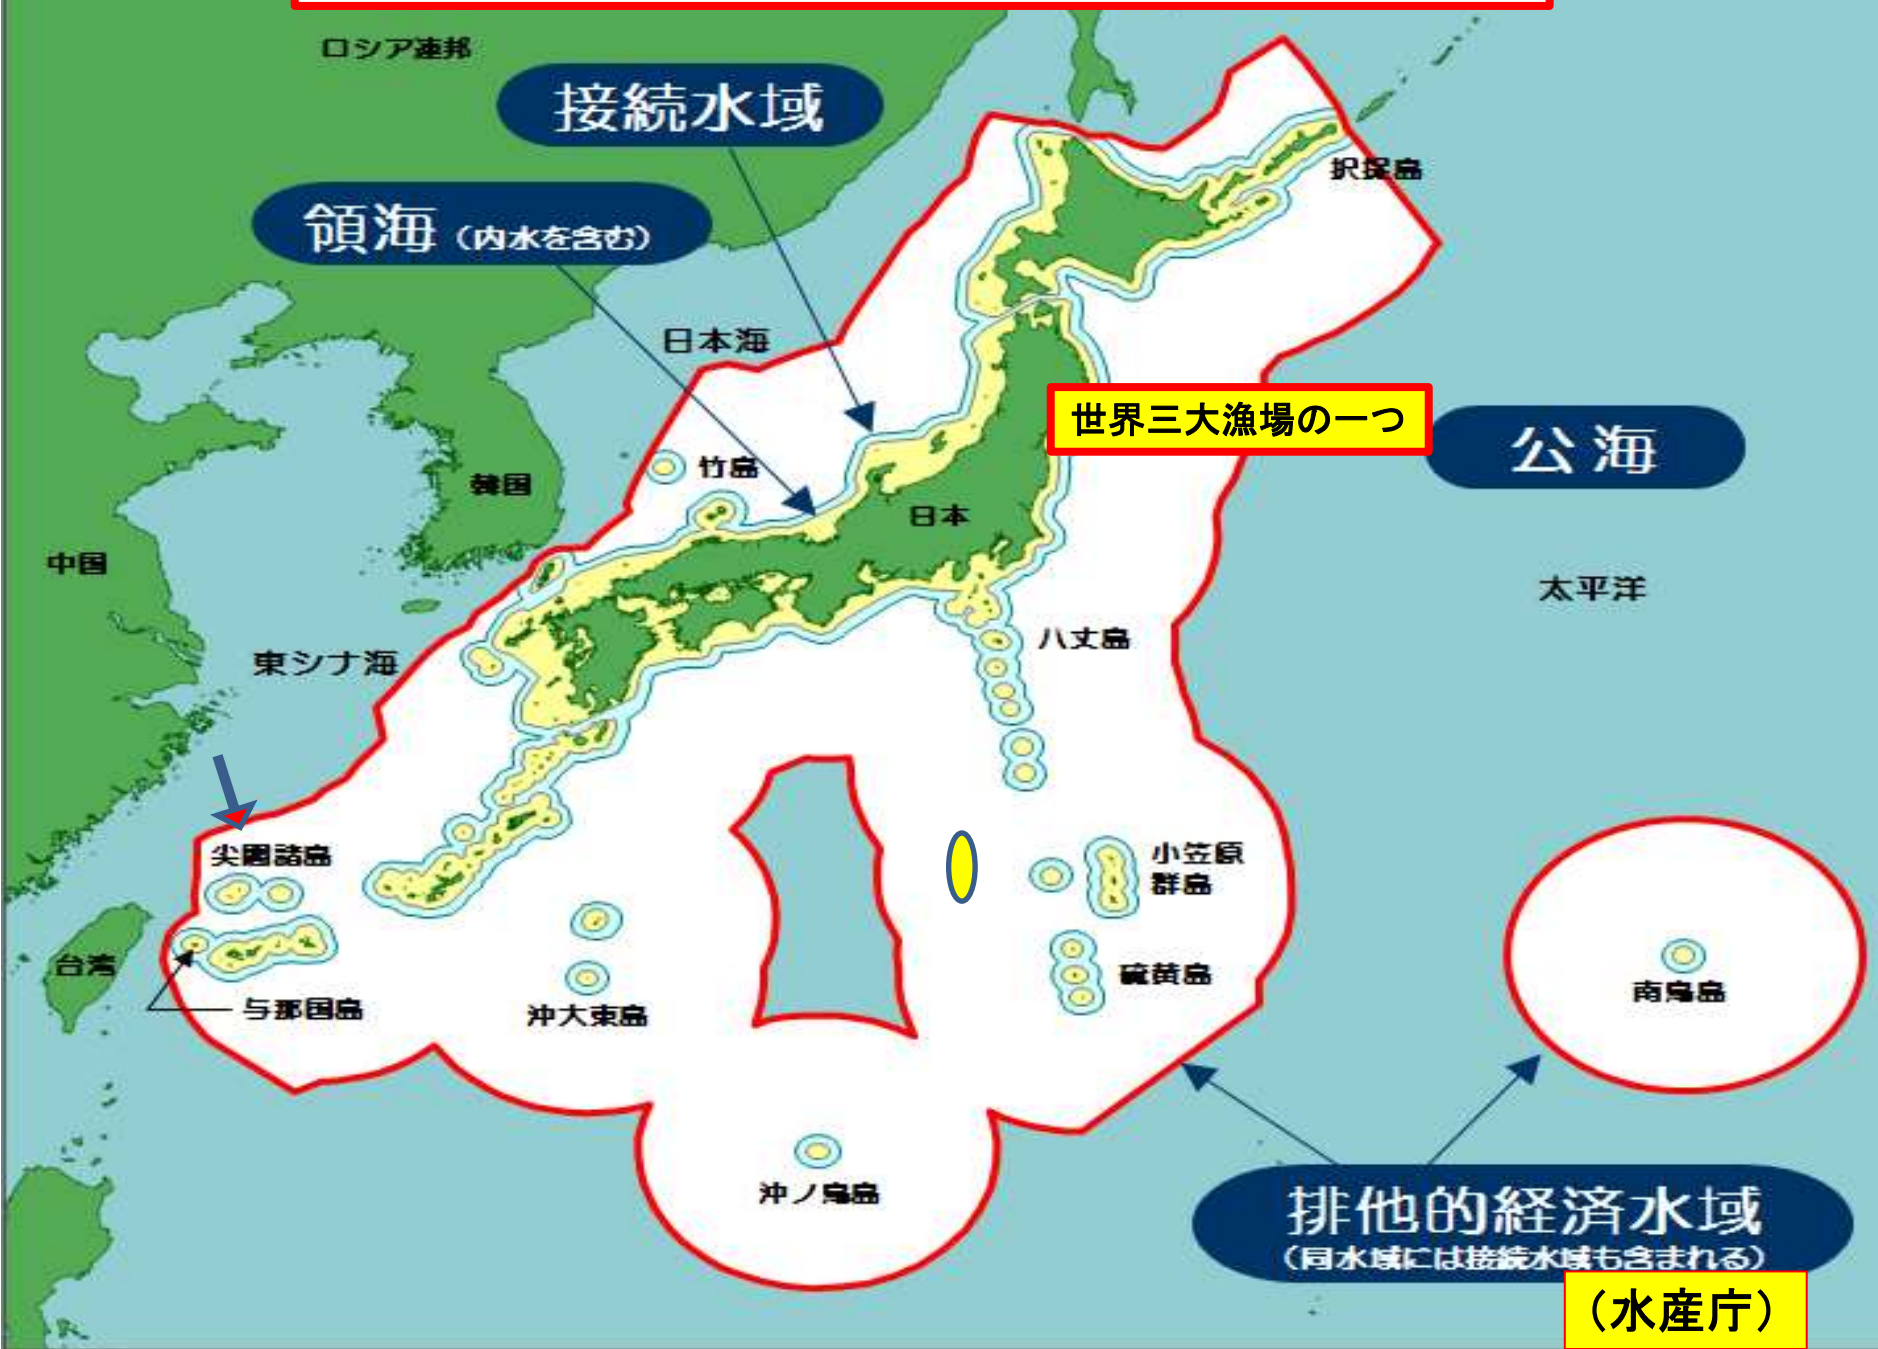 ロシア連邦
接続水域
択捉島
領海（内水を含む）
日本海
世界三大漁場の一つ
公海
竹島
韓国
日本
中国
太平洋
八丈島
東シナ海
尖閣諸島
小笠原
群島
台湾
硫黄島
南鳥島
与那国島
沖大東島
沖ノ鳥島
排他的経済水域
（同水域には接続水域も含まれる）
（水産庁）